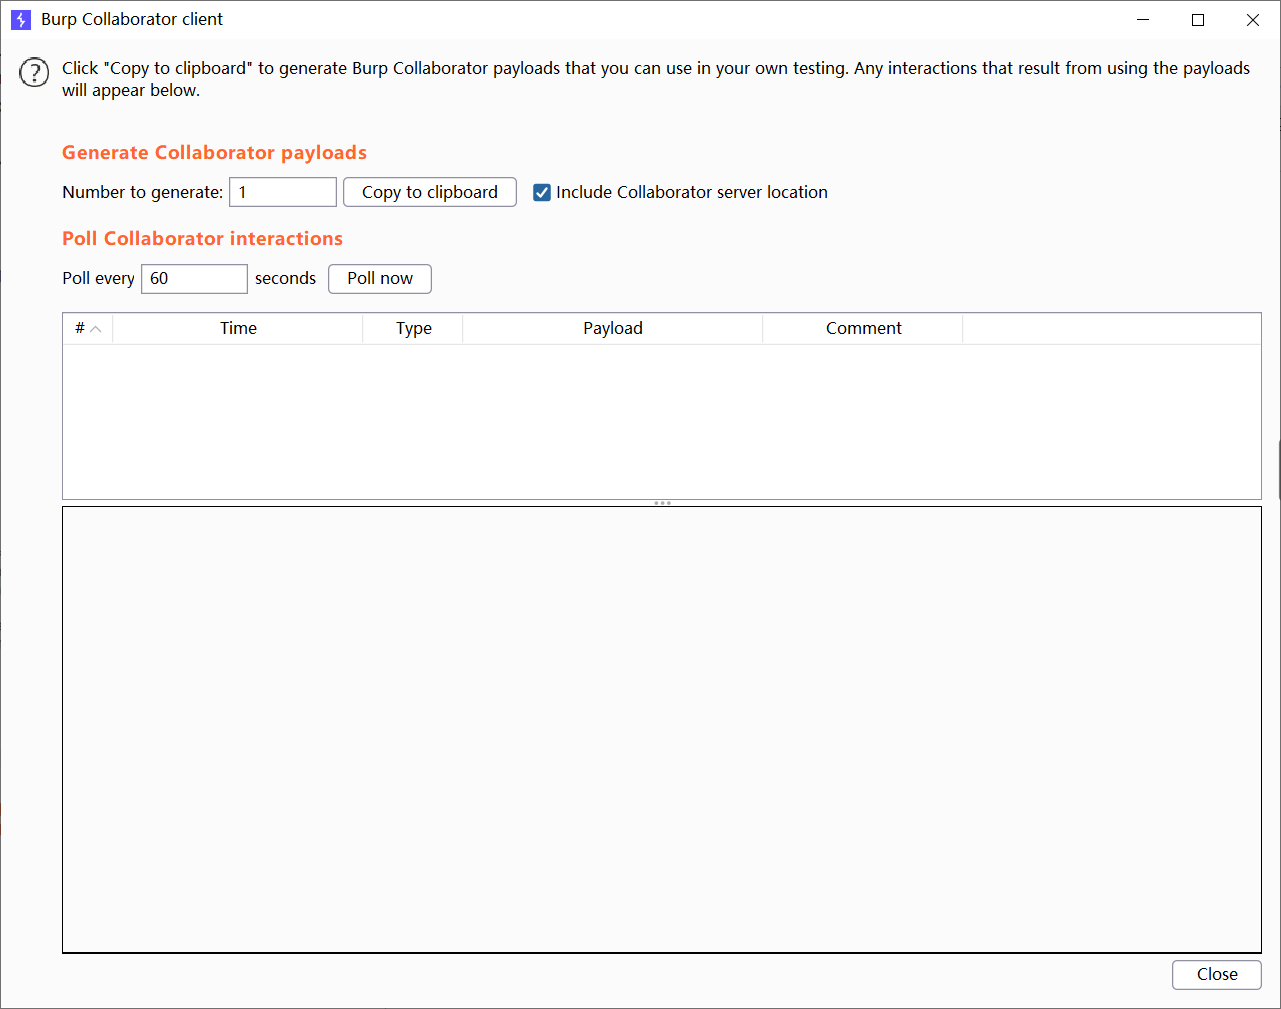 Burp Collaborator client
Click "Copy to clipboard" to generate Burp Collaborator payloads that you can use in your own testing. Any interactions that result from using the payloads
will appear below.
Generate Collaborator payloads
Number to generate: 1 Copy to clipboard Include Collaborator server location
Poll Collaborator interactions
Poll every 60 seconds Poll now
# Time Type Payload Comment
Close